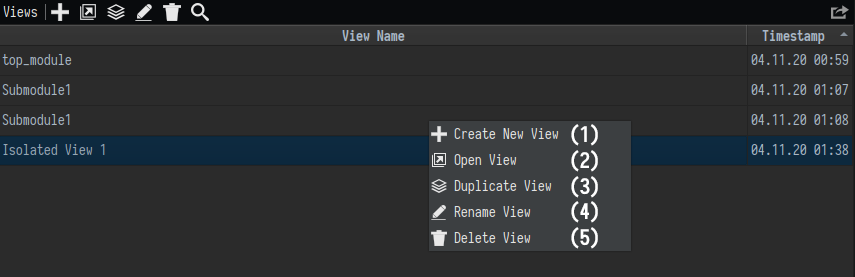 Views
View Name Timestamp
top_module 04.11.20 00:59
Submodule1 04.11.20 01:07
Submodule1 04.11.20 01:08
Create New View (1)
Isolated View 1 04.11.20 01:38
Open View (2)
Duplicate View (3)
Rename View (4)
Delete View (5)